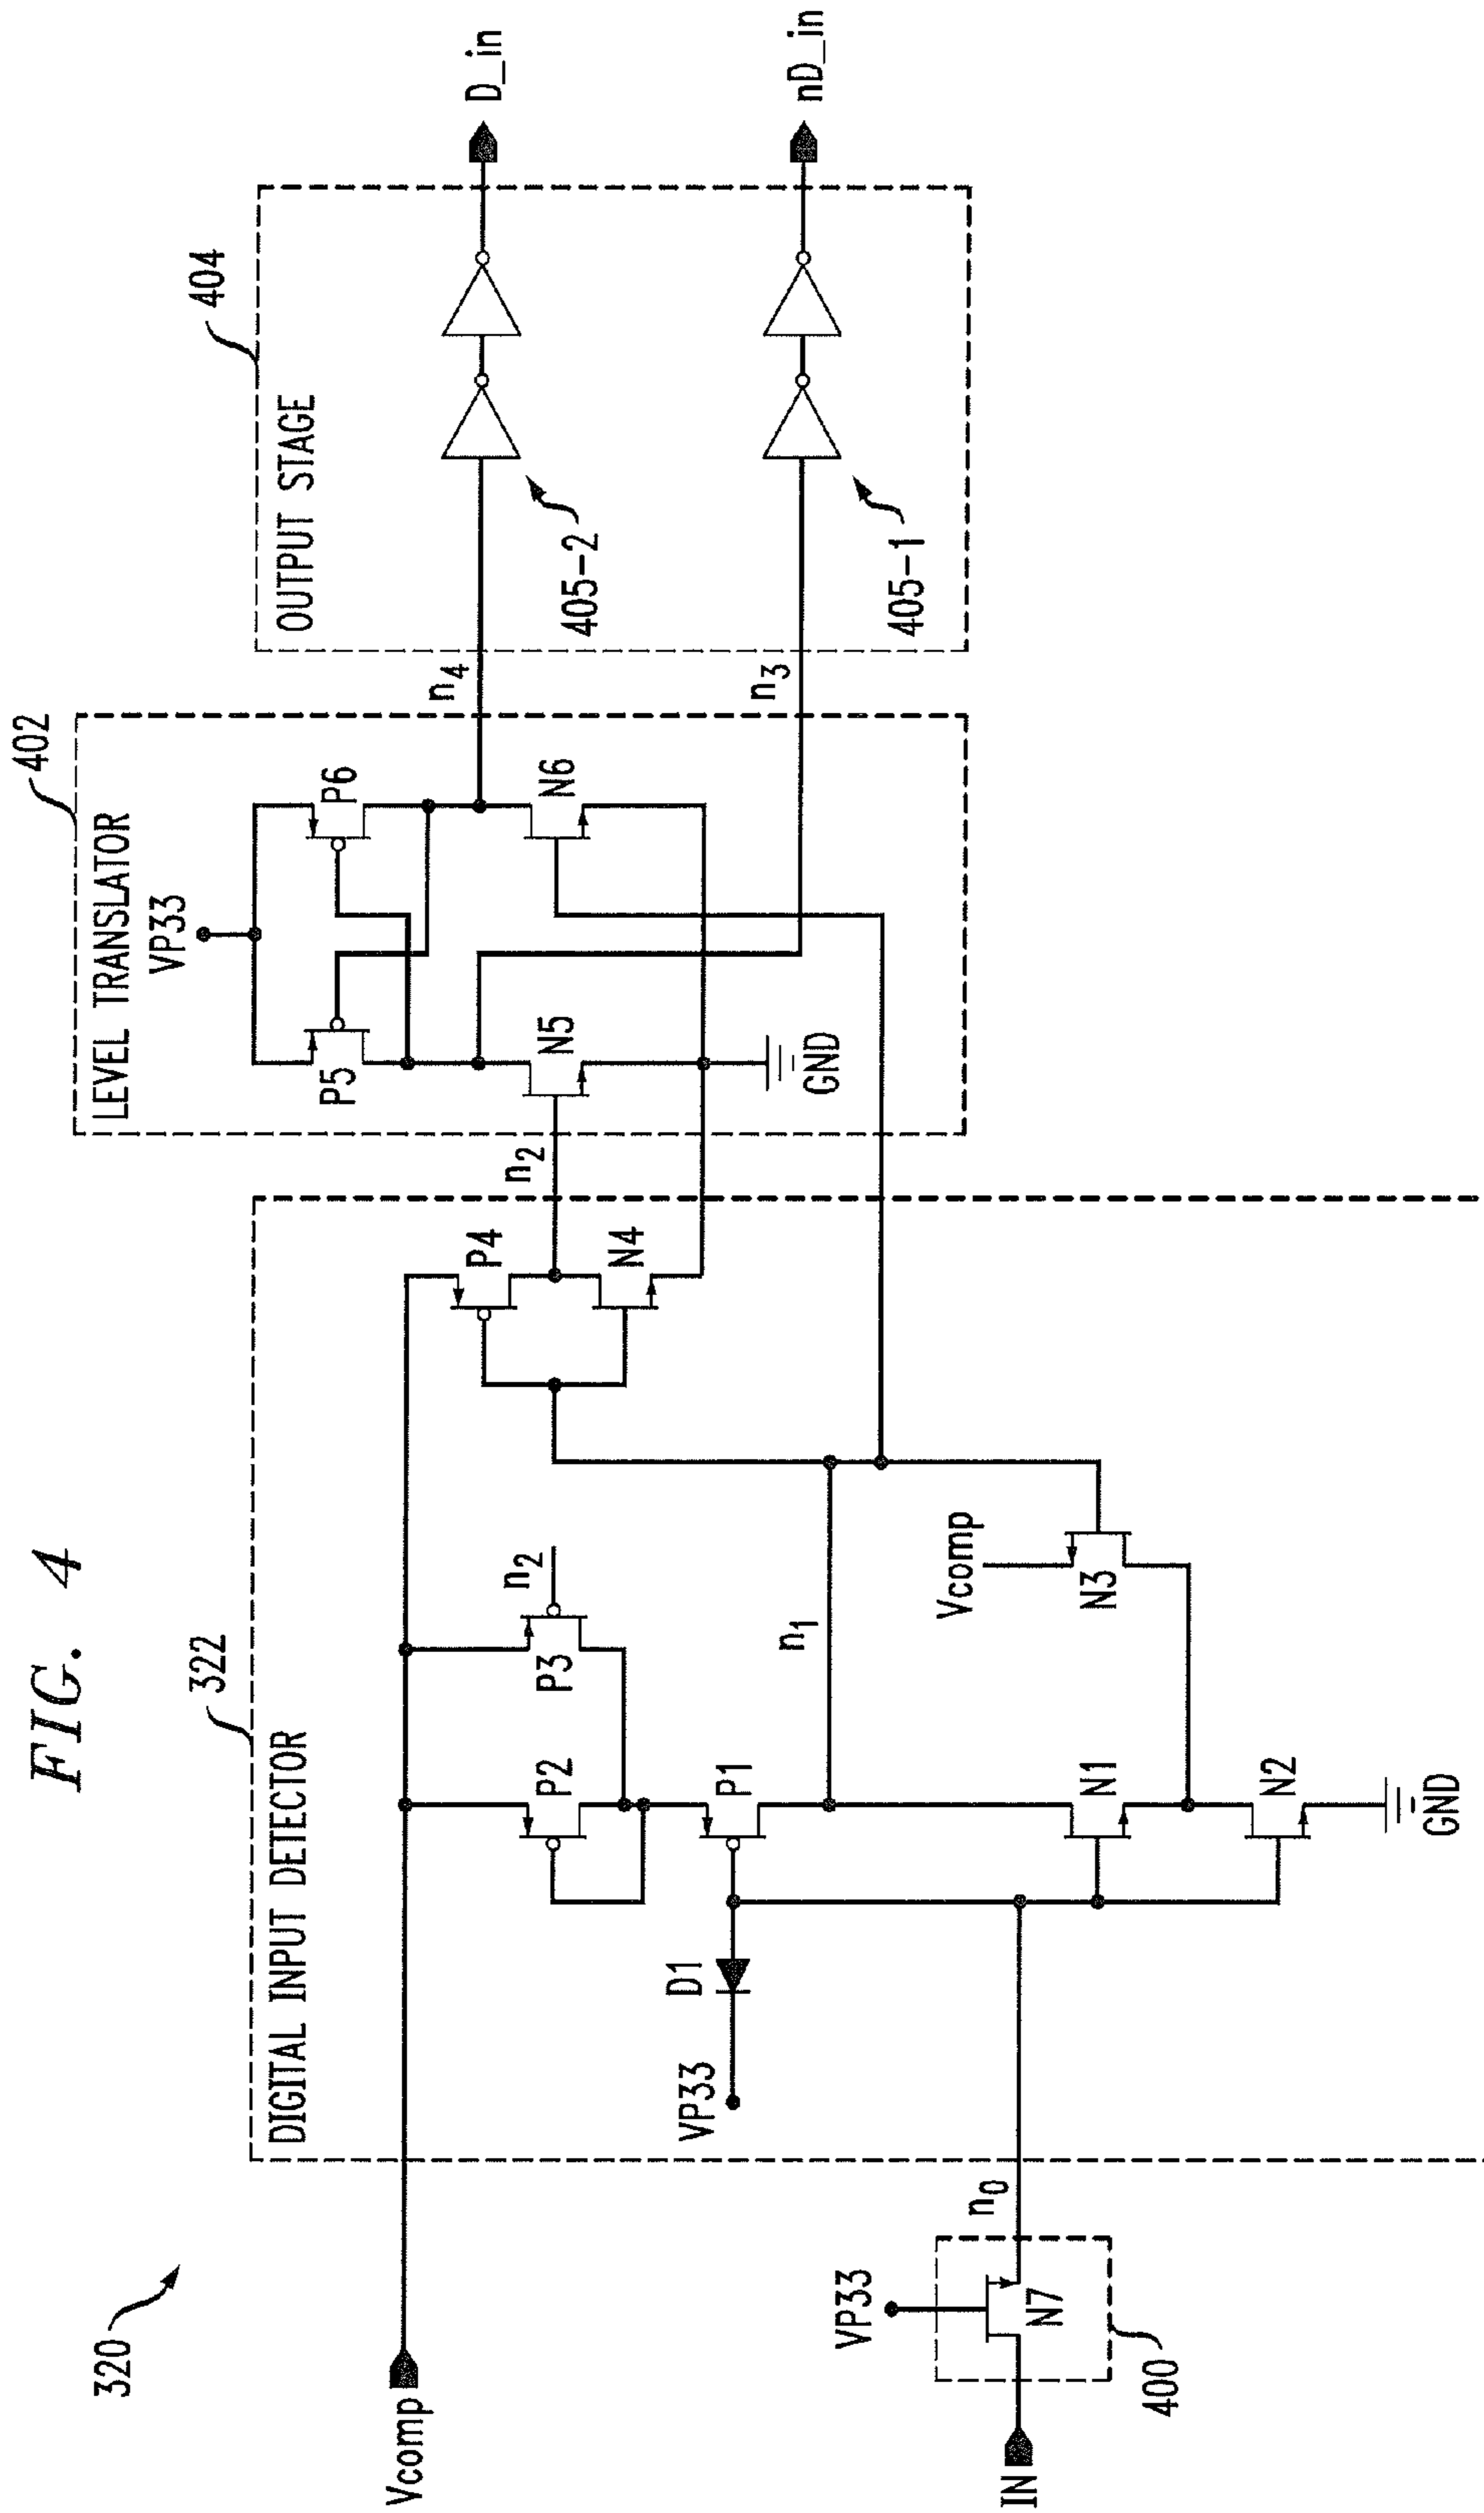 FIG. 4
320
402
LEVEL TRANSLATOR
VP33
P5
P6
N5
N6
GND
404
OUTPUT STAGE
n4
n3
405-2
405-1
D_in
nD_in
322
DIGITAL INPUT DETECTOR
Vcomp
P2
P3
n2
P4
N4
n2
VP33
D1
P1
n1
Vcomp
N3
N1
N2
GND
IN
VP33
N7
400
n0